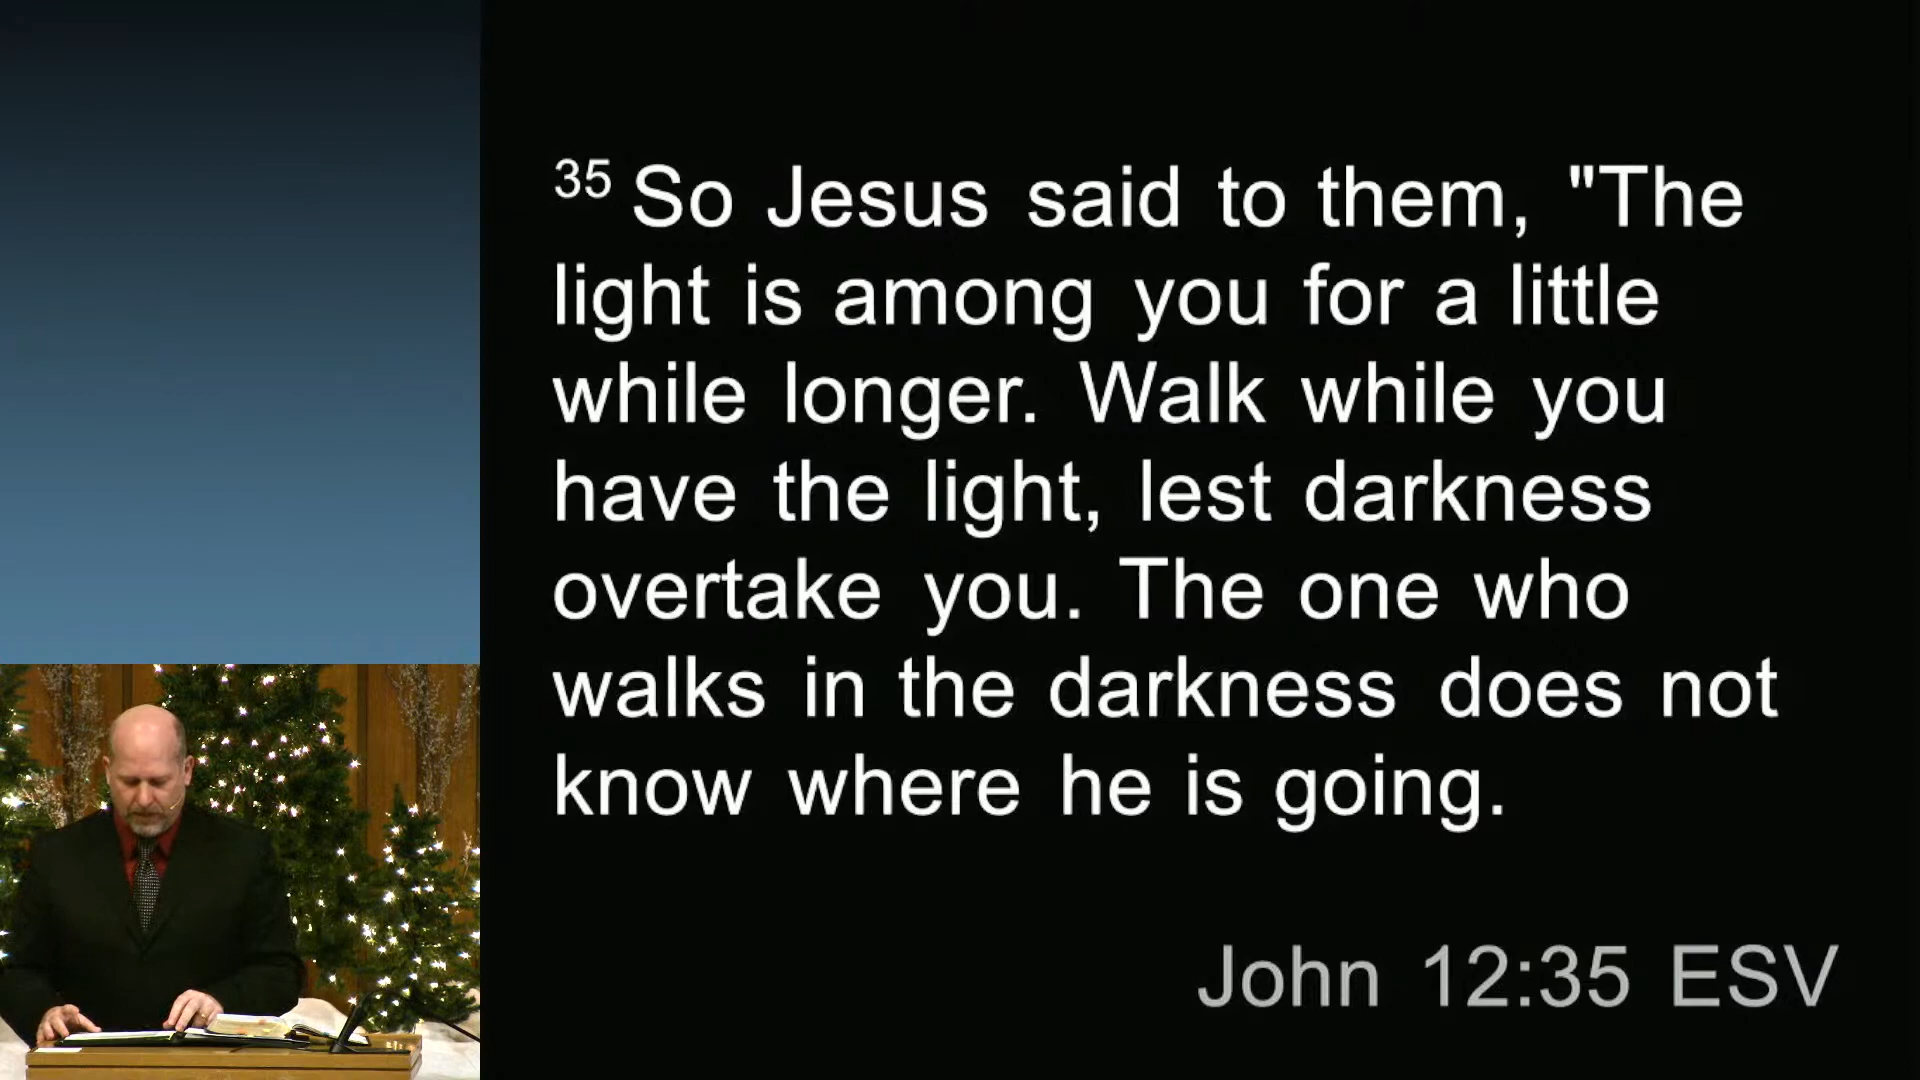 35 So Jesus said to them, "The
light is among you for a little
while longer. Walk while you
have the light, lest darkness
overtake you. The one who
walks in the darkness does not
know where he is going.
John 12:35 ESV